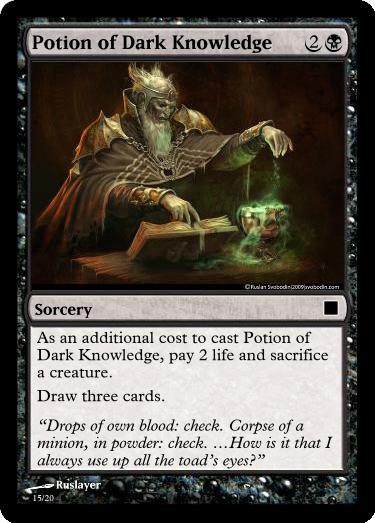 Potion of Dark Knowledge 2
©Ruslan Svobodin|2009|svobodin.com
Sorcery
As an additional cost to cast Potion of
Dark Knowledge, pay 2 life and sacrifice
a creature.
Draw three cards.
“Drops of own blood: check. Corpse of a
minion, in powder: check. …How is it that I
always use up all the toad’s eyes?”
Ruslayer
15/20